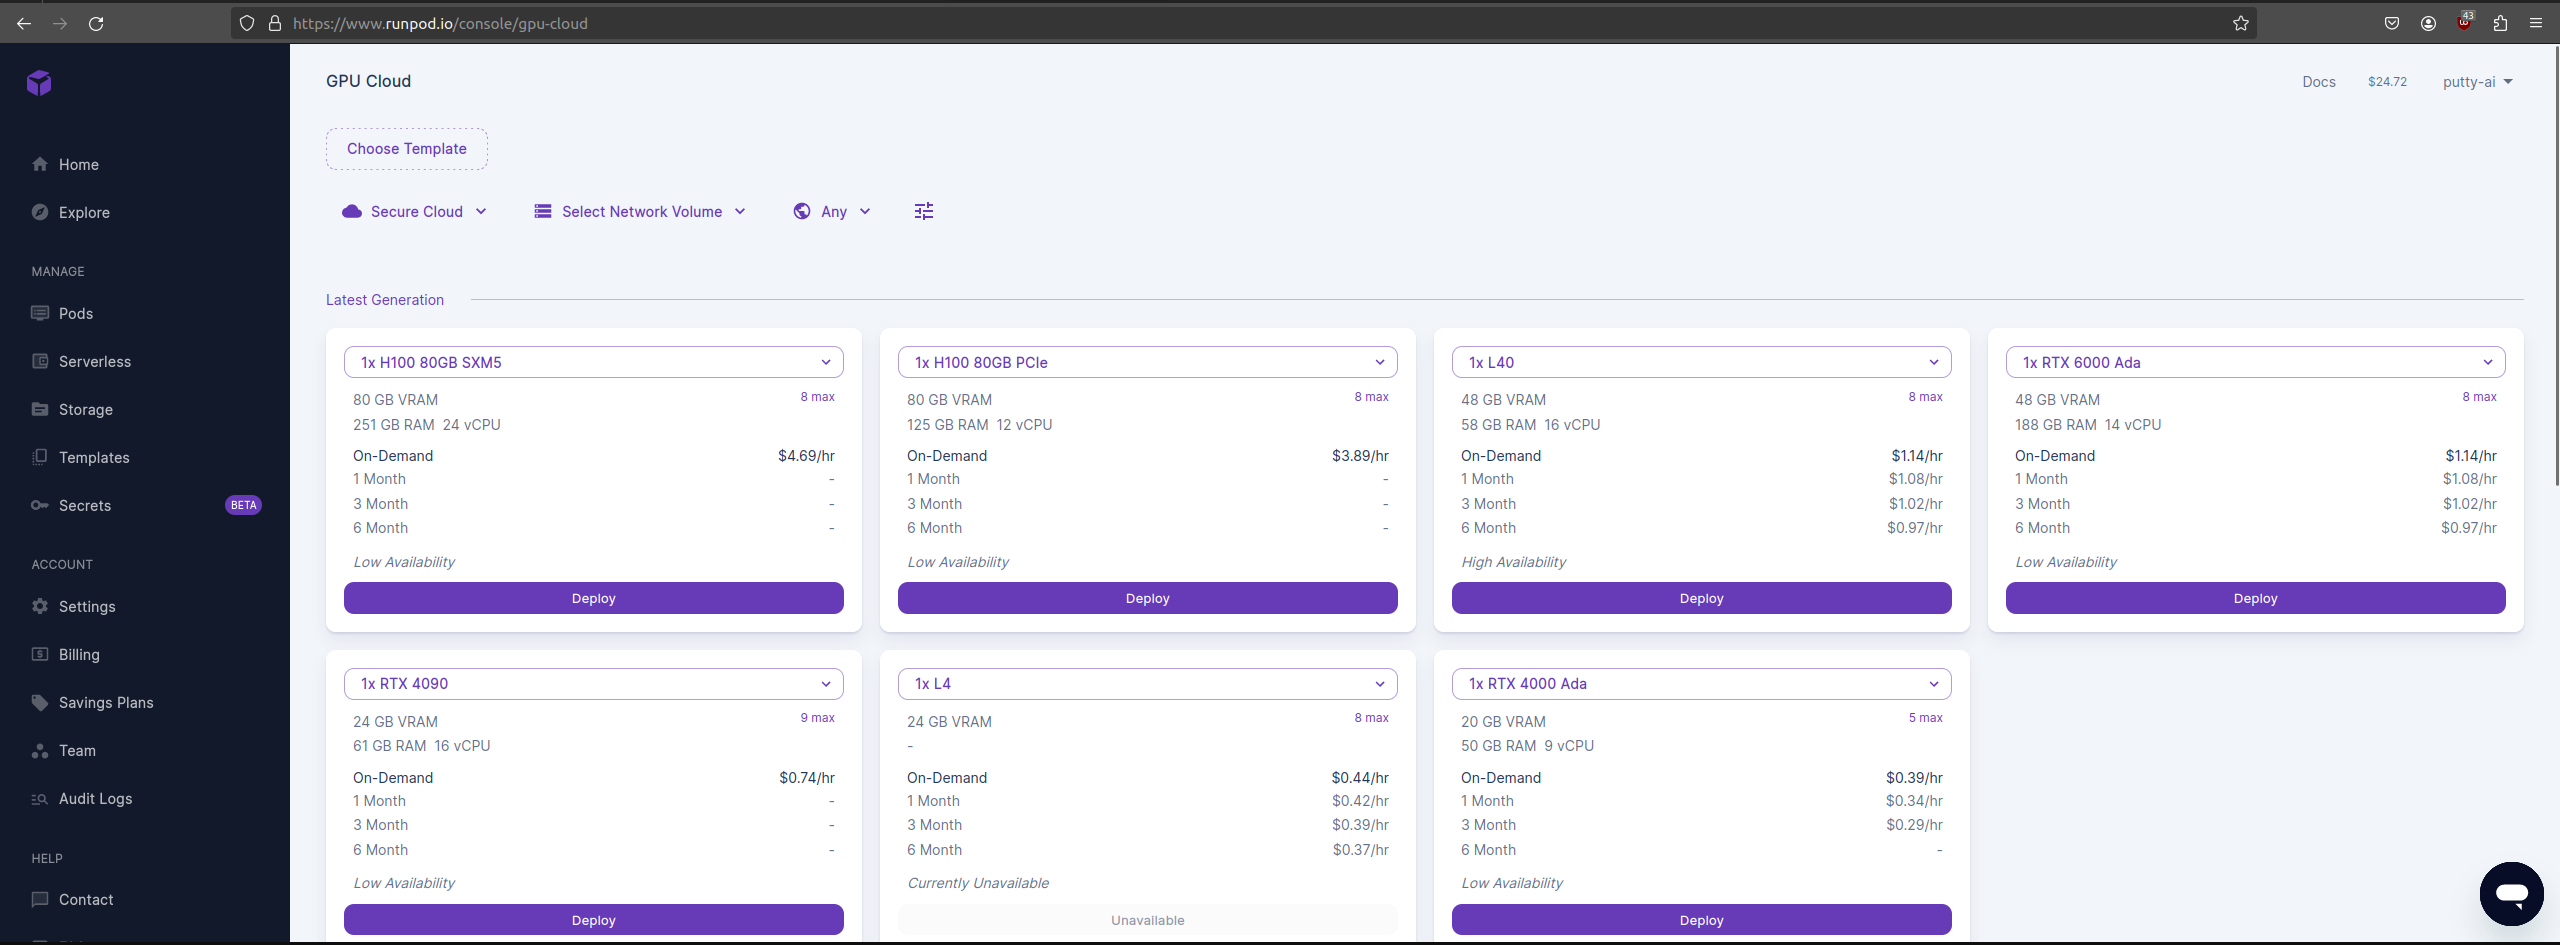 https://www.runpod.io/console/gpu-cloud
43
GPU Cloud
Docs
$24.72
putty-ai
Home
Explore
MANAGE
Pods
Serverless
Storage
Templates
Secrets BETA
ACCOUNT
Settings
Billing
Savings Plans
Team
Audit Logs
HELP
Contact
Choose Template
Secure Cloud
Select Network Volume
Any
Latest Generation
1x H100 80GB SXM5
80 GB VRAM 8 max
251 GB RAM 24 vCPU
On-Demand $4.69/hr
1 Month -
3 Month -
6 Month -
Low Availability
Deploy
1x H100 80GB PCIe
80 GB VRAM 8 max
125 GB RAM 12 vCPU
On-Demand $3.89/hr
1 Month -
3 Month -
6 Month -
Low Availability
Deploy
1x L40
48 GB VRAM 8 max
58 GB RAM 16 vCPU
On-Demand $1.14/hr
1 Month $1.08/hr
3 Month $1.02/hr
6 Month $0.97/hr
High Availability
Deploy
1x RTX 6000 Ada
48 GB VRAM 8 max
188 GB RAM 14 vCPU
On-Demand $1.14/hr
1 Month $1.08/hr
3 Month $1.02/hr
6 Month $0.97/hr
Low Availability
Deploy
1x RTX 4090
24 GB VRAM 9 max
61 GB RAM 16 vCPU
On-Demand $0.74/hr
1 Month -
3 Month -
6 Month -
Low Availability
Deploy
1x L4
24 GB VRAM 8 max
-
On-Demand $0.44/hr
1 Month $0.42/hr
3 Month $0.39/hr
6 Month $0.37/hr
Currently Unavailable
Unavailable
1x RTX 4000 Ada
20 GB VRAM 5 max
50 GB RAM 9 vCPU
On-Demand $0.39/hr
1 Month $0.34/hr
3 Month $0.29/hr
6 Month -
Low Availability
Deploy